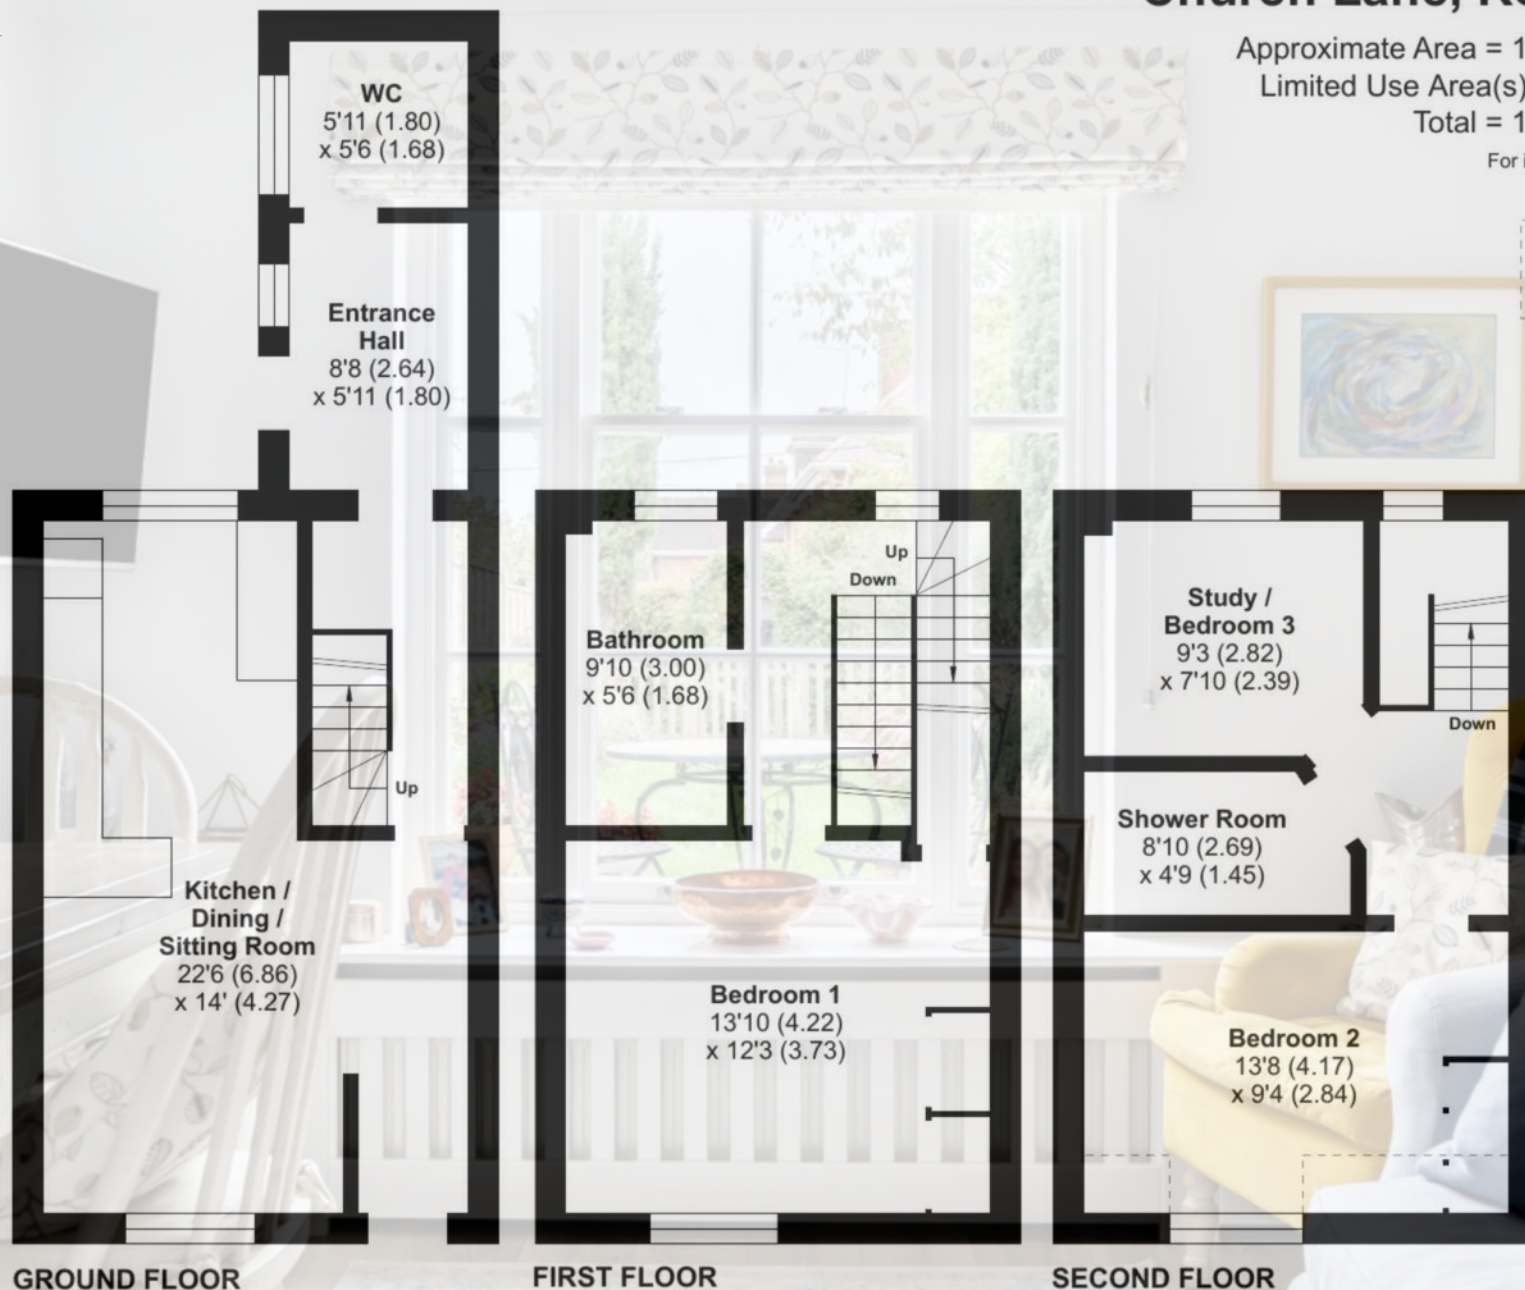 Church Lane,
Approximate Area = 1
Limited Use Area(s)
Total = 1
For
WC
5'11 (1.80)
x 5'6 (1.68)
Entrance
Hall
8'8 (2.64)
x 5'11 (1.80)
Kitchen /
Dining /
Sitting Room
22'6 (6.86)
x 14' (4.27)
Up
GROUND FLOOR
Up
Down
Bathroom
9'10 (3.00)
x 5'6 (1.68)
Bedroom 1
13'10 (4.22)
x 12'3 (3.73)
FIRST FLOOR
Study /
Bedroom 3
9'3 (2.82)
x 7'10 (2.39)
Down
Shower Room
8'10 (2.69)
x 4'9 (1.45)
Bedroom 2
13'8 (4.17)
x 9'4 (2.84)
SECOND FLOOR